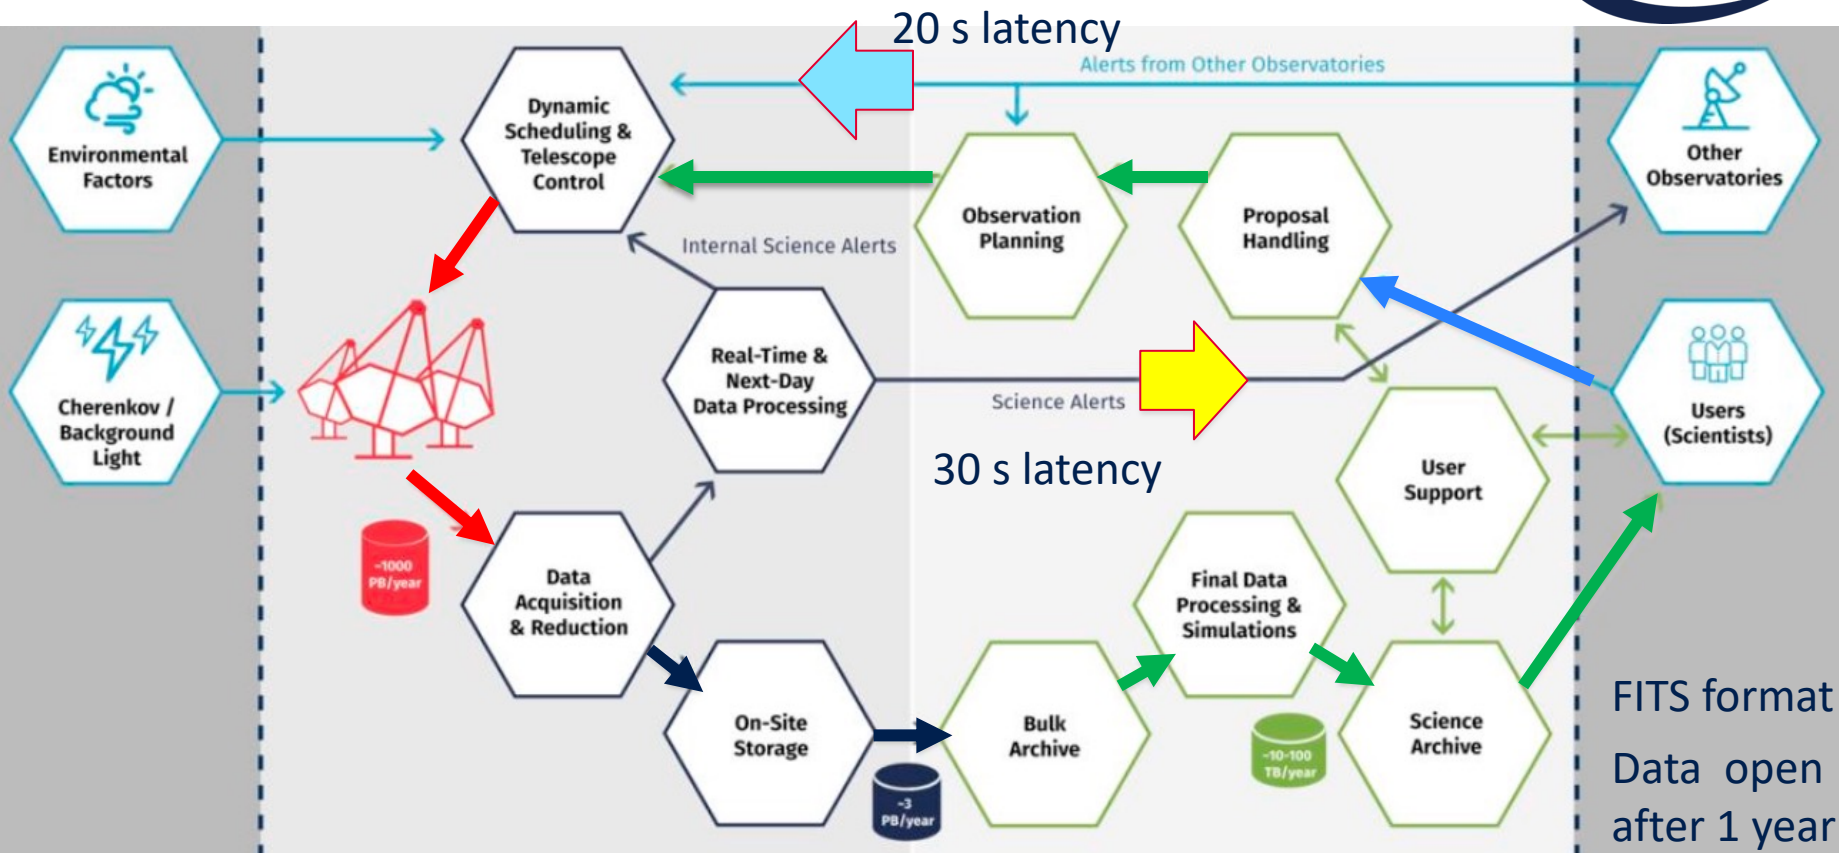 20 s latency
Alerts from Other Observatories
Environmental
Factors
Dynamic
Scheduling &
Telescope
Control
Other
Observatories
Observation
Planning
Proposal
Handling
Internal Science Alerts
Cherenkov /
Background
Light
Real-Time &
Next-Day
Data Processing
Science Alerts
Users
(Scientists)
30 s latency
User
Support
~1000
PB/year
Data
Acquisition
& Reduction
Final Data
Processing &
Simulations
On-Site
Storage
~3
PB/year
Bulk
Archive
~10-100
TB/year
Science
Archive
FITS format
Data open
after 1 year